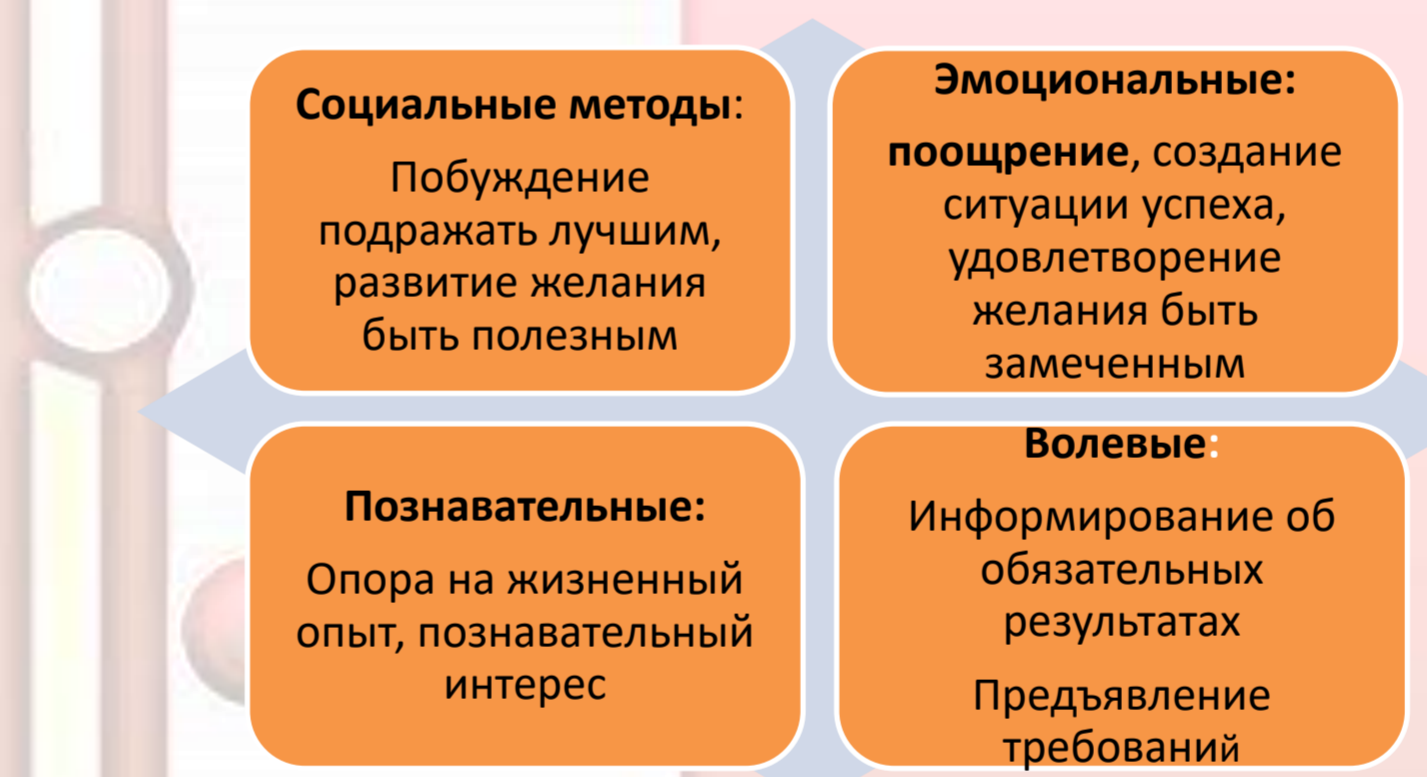 Социальные методы:
Побуждение
подражать лучшим,
развитие желания
быть полезным
Эмоциональные:
поощрение, создание
ситуации успеха,
удовлетворение
желания быть
замеченным
Познавательные:
Опора на жизненный
опыт, познавательный
интерес
Волевые:
Информирование об
обязательных
результатах
Предъявление
требований